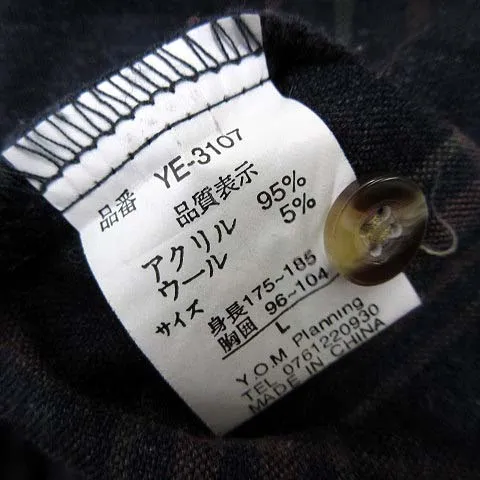 品番 YE-3107
品質表示
アクリル 95%
ウール 5%
サイズ
身長175~185
胸囲 96~104
L
Y.O.M Planning
TEL 0761220930
MADE IN CHINA